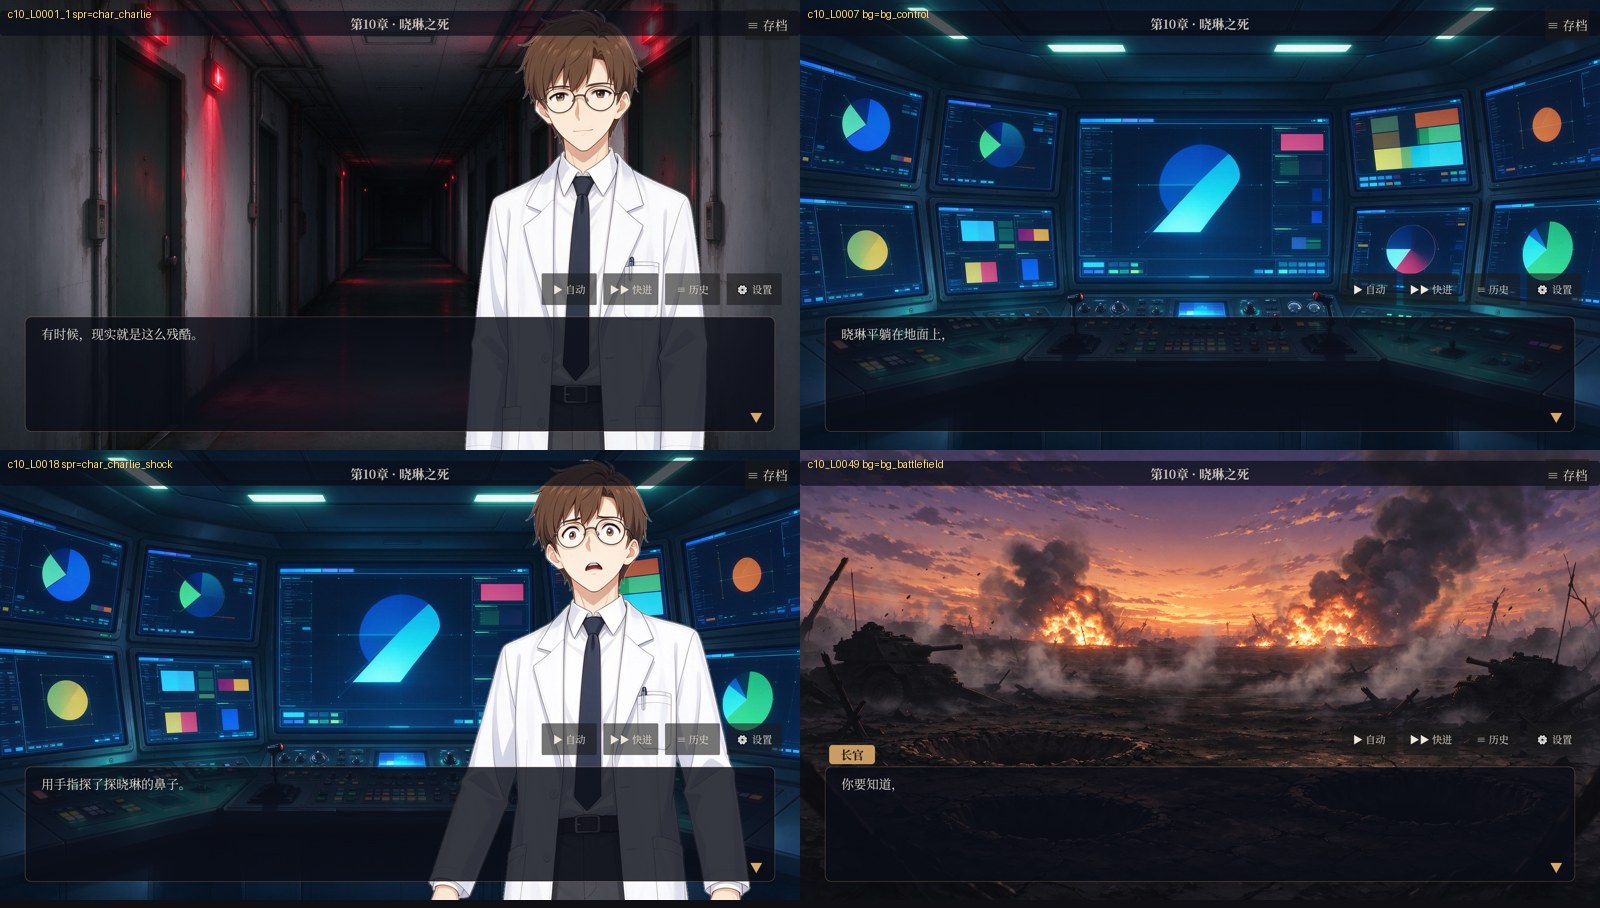 c10_L0001_1 spr=char_charlie
第10章 · 晓琳之死
≡ 存档
▶ 自动
▶▶ 快进
≡ 历史
设置
有时候，现实就是这么残酷。
c10_L0007 bg=bg_control
第10章 · 晓琳之死
≡ 存档
▶ 自动
▶▶ 快进
≡ 历史
设置
晓琳平躺在地面上，
c10_L0018 spr=char_charlie_shock
第10章 · 晓琳之死
≡ 存档
▶ 自动
▶▶ 快进
≡ 历史
设置
用手指探了探晓琳的鼻子。
c10_L0049 bg=bg_battlefield
第10章 · 晓琳之死
≡ 存档
▶ 自动
▶▶ 快进
≡ 历史
设置
长官
你要知道，